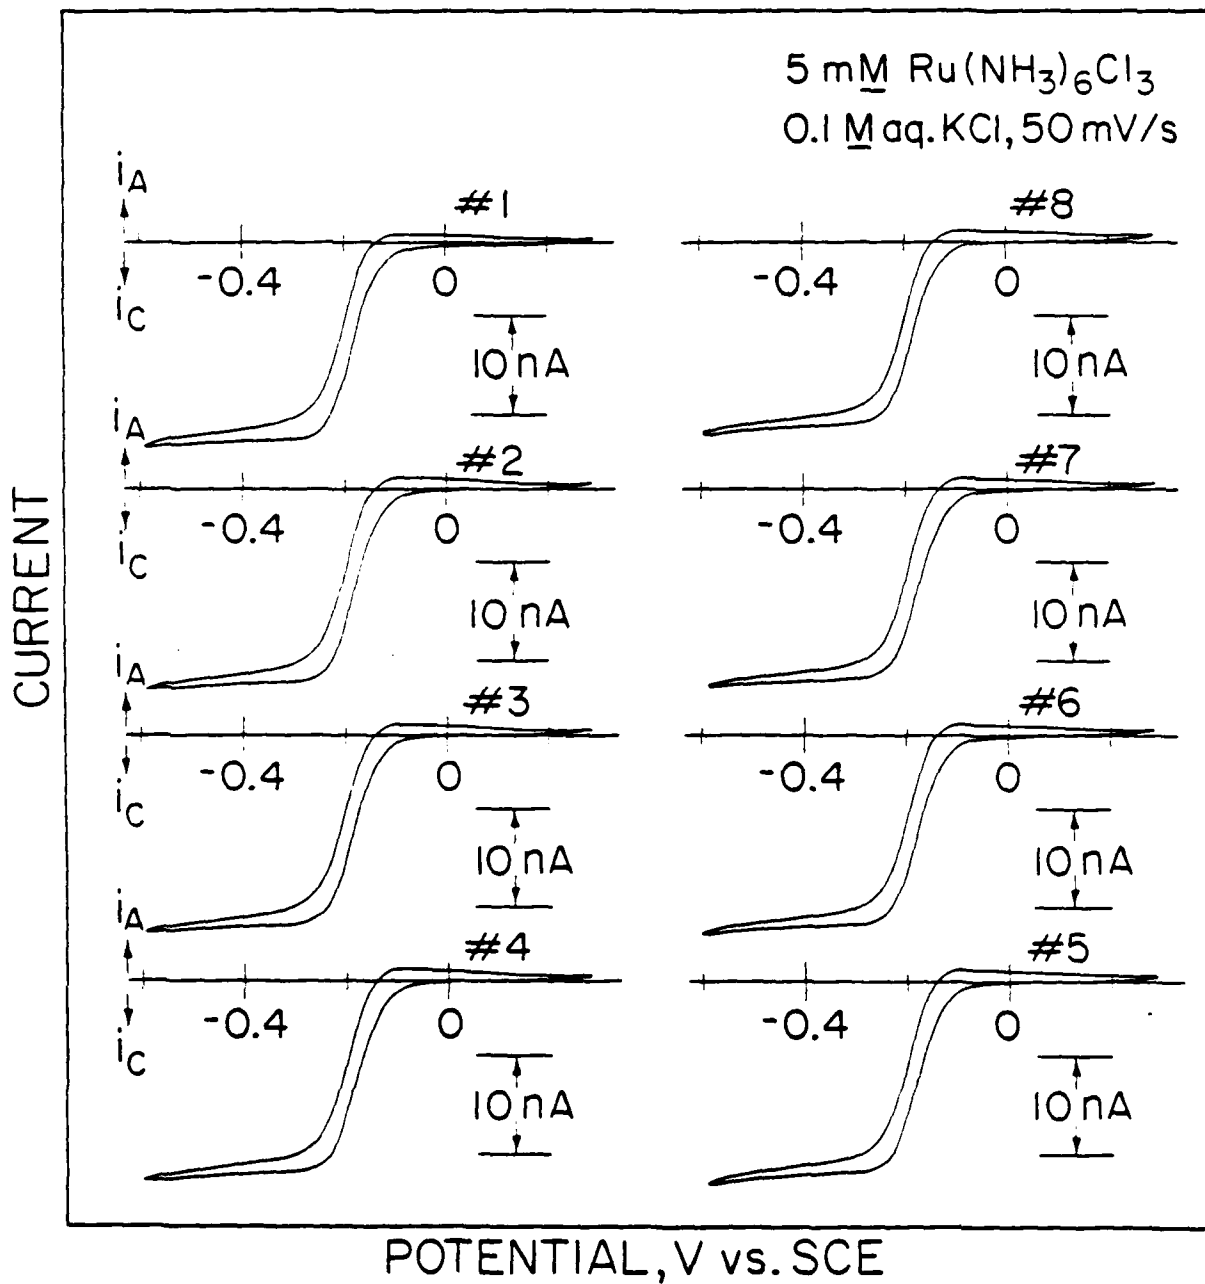 5 mM Ru(NH3)6Cl3
0.1 M aq. KCl, 50 mV/s
CURRENT
iA
#1
-0.4
0
iC
10 nA
#8
-0.4
0
10 nA
iA
#2
-0.4
0
iC
10 nA
#7
-0.4
0
10 nA
iA
#3
-0.4
0
iC
10 nA
#6
-0.4
0
10 nA
iA
#4
-0.4
0
iC
10 nA
#5
-0.4
0
10 nA
POTENTIAL, V vs. SCE